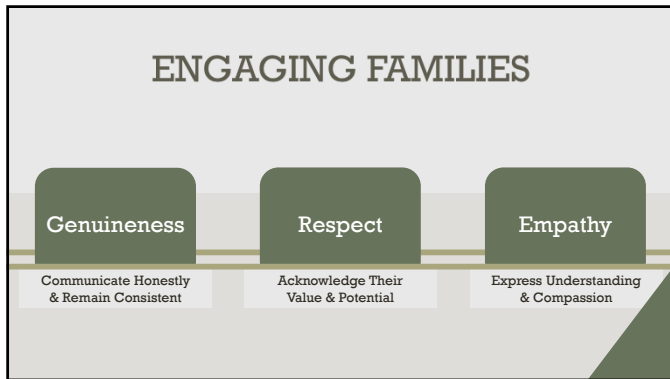 ENGAGING FAMILIES
Genuineness
Communicate Honestly
& Remain Consistent
Respect
Acknowledge Their
Value & Potential
Empathy
Express Understanding
& Compassion